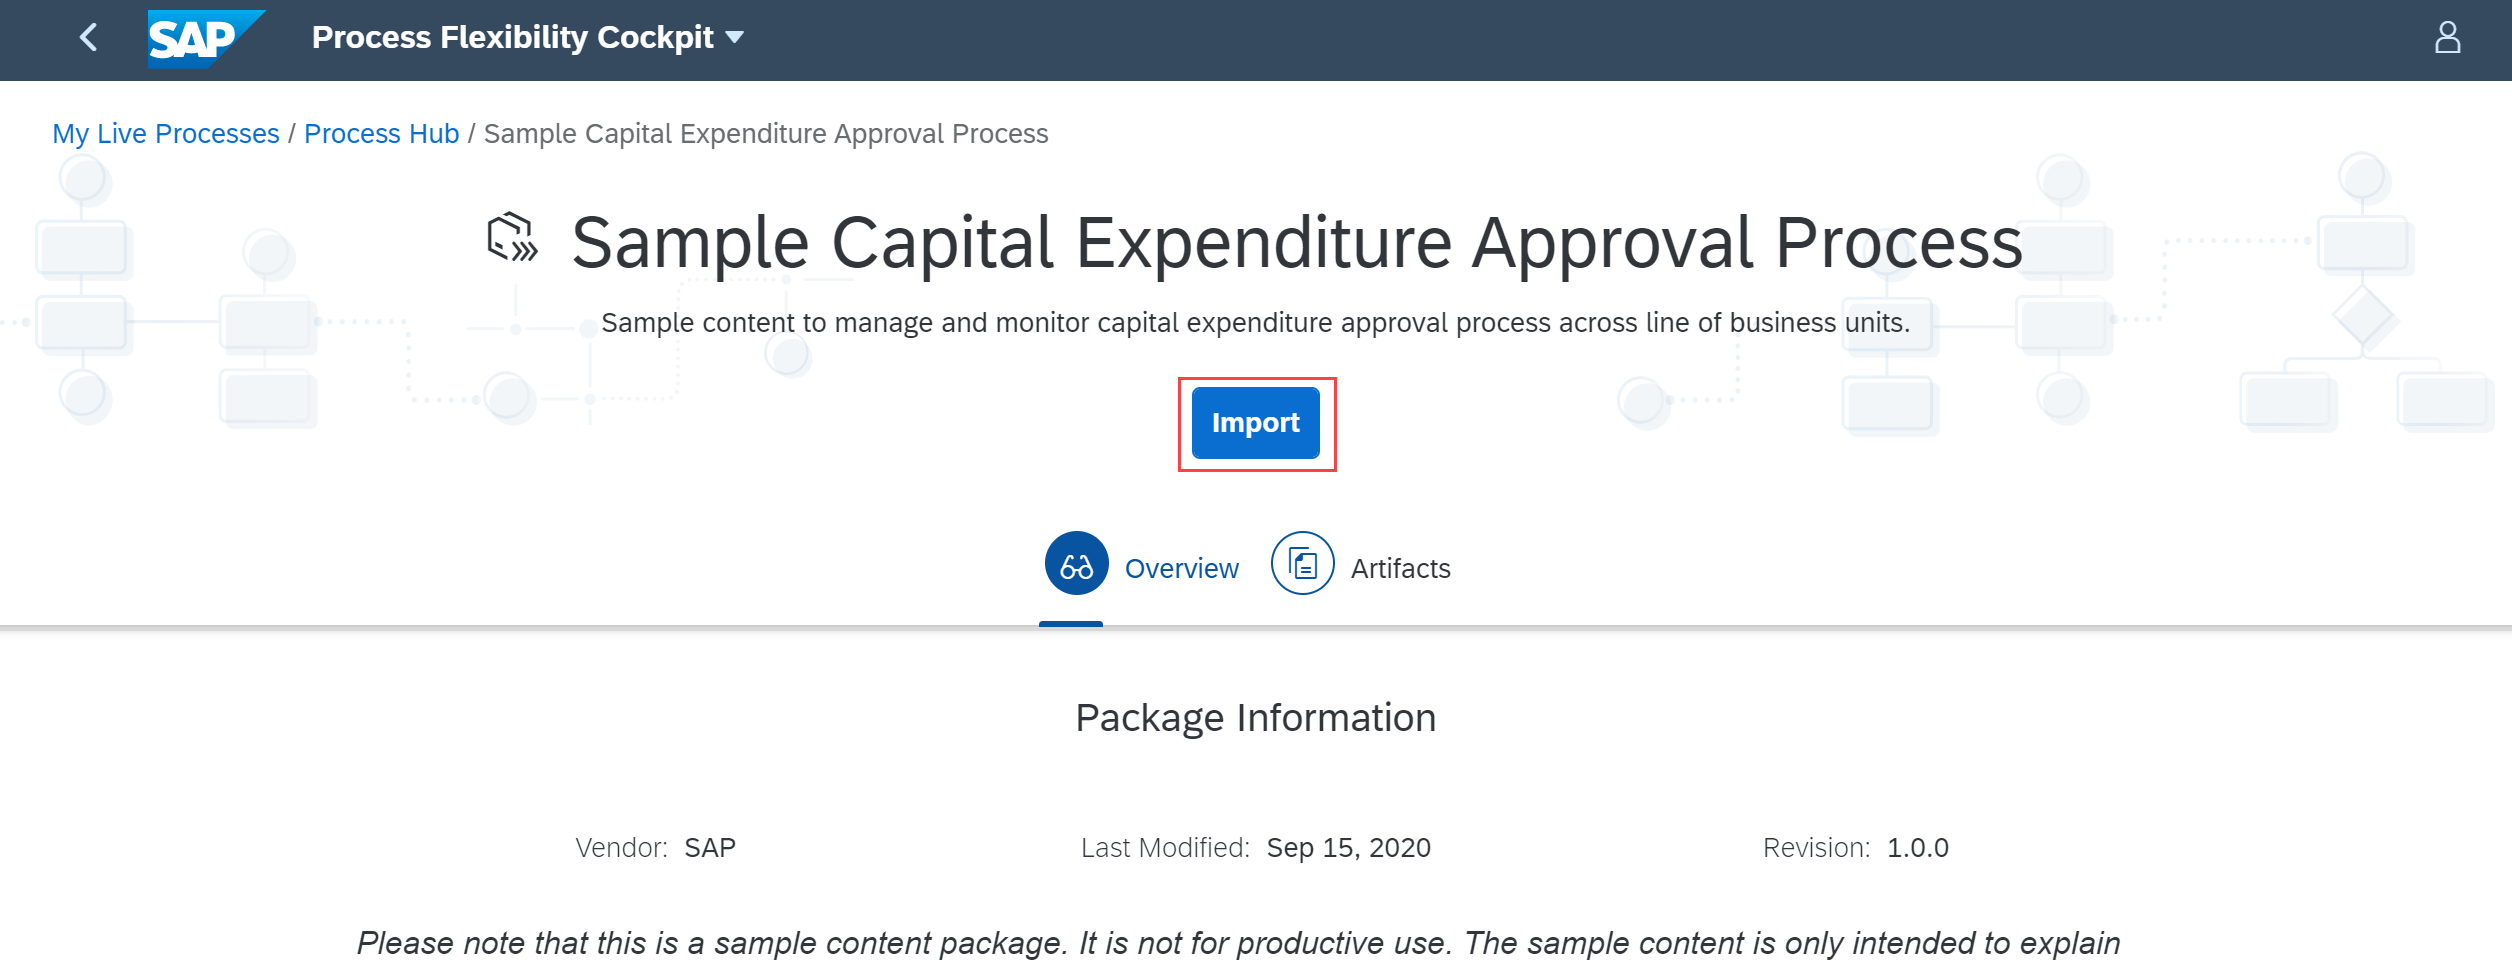 SAP Process Flexibility Cockpit
My Live Processes / Process Hub / Sample Capital Expenditure Approval Process
Sample Capital Expenditure Approval Process
Sample content to manage and monitor capital expenditure approval process across line of business units.
Import
Overview Artifacts
Package Information
Vendor: SAP Last Modified: Sep 15, 2020 Revision: 1.0.0
Please note that this is a sample content package. It is not for productive use. The sample content is only intended to explain